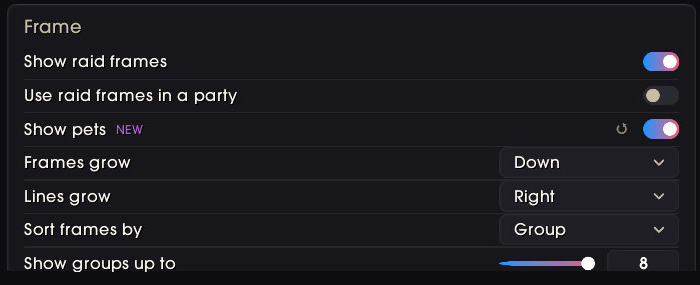 Frame
Show raid frames
Use raid frames in a party
Show pets NEW
Frames grow Down
Lines grow Right
Sort frames by Group
Show groups up to 8